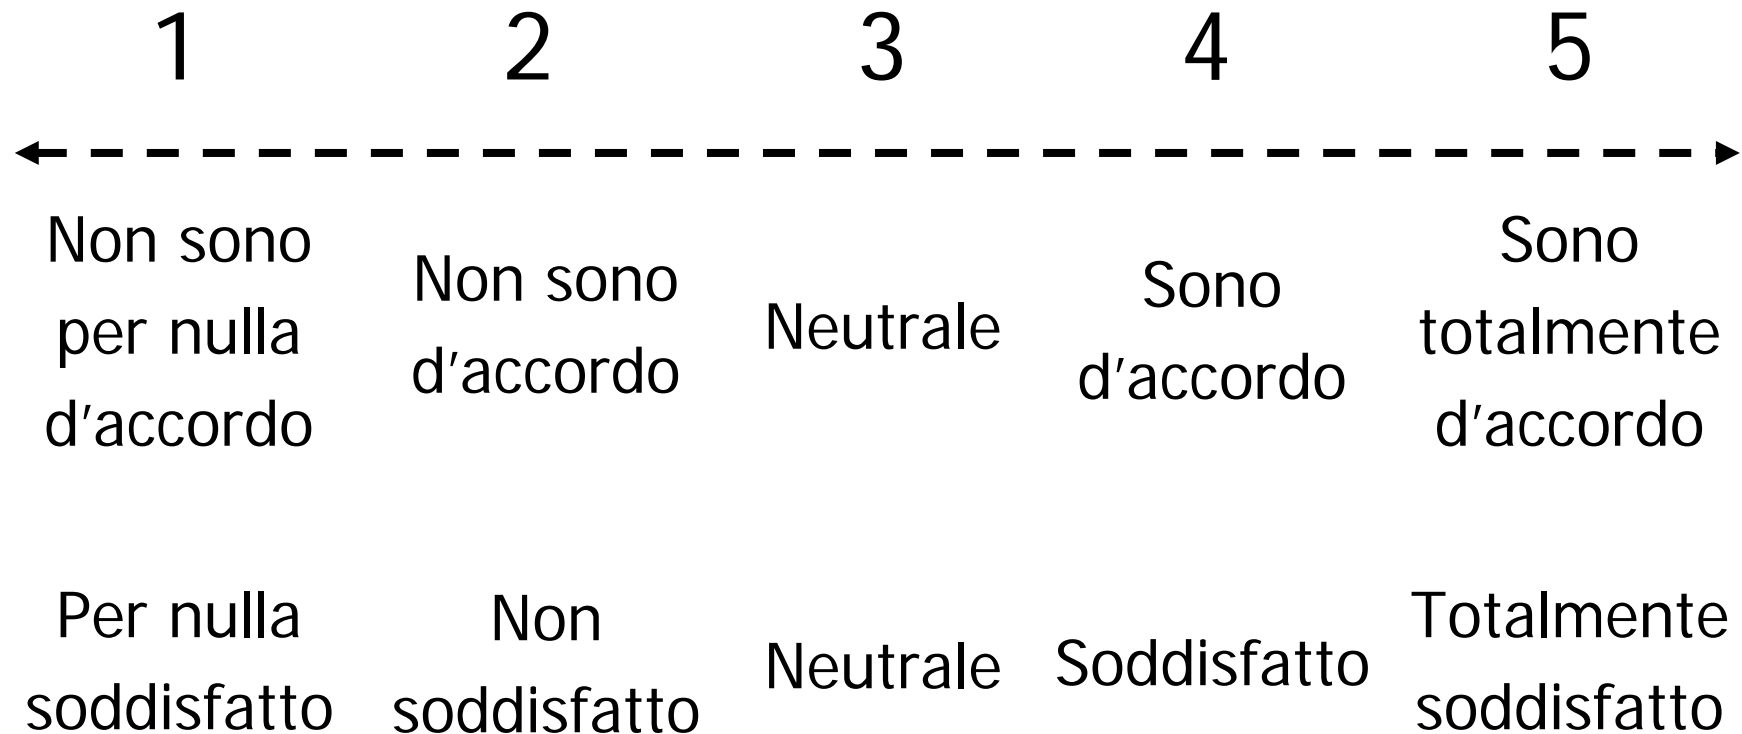 1 2 3 4 5
Non sono
per nulla
d'accordo
Non sono
d'accordo
Neutrale
Sono
d'accordo
Sono
totalmente
d'accordo
Per nulla
soddisfatto
Non
soddisfatto
Neutrale
Soddisfatto
Totalmente
soddisfatto